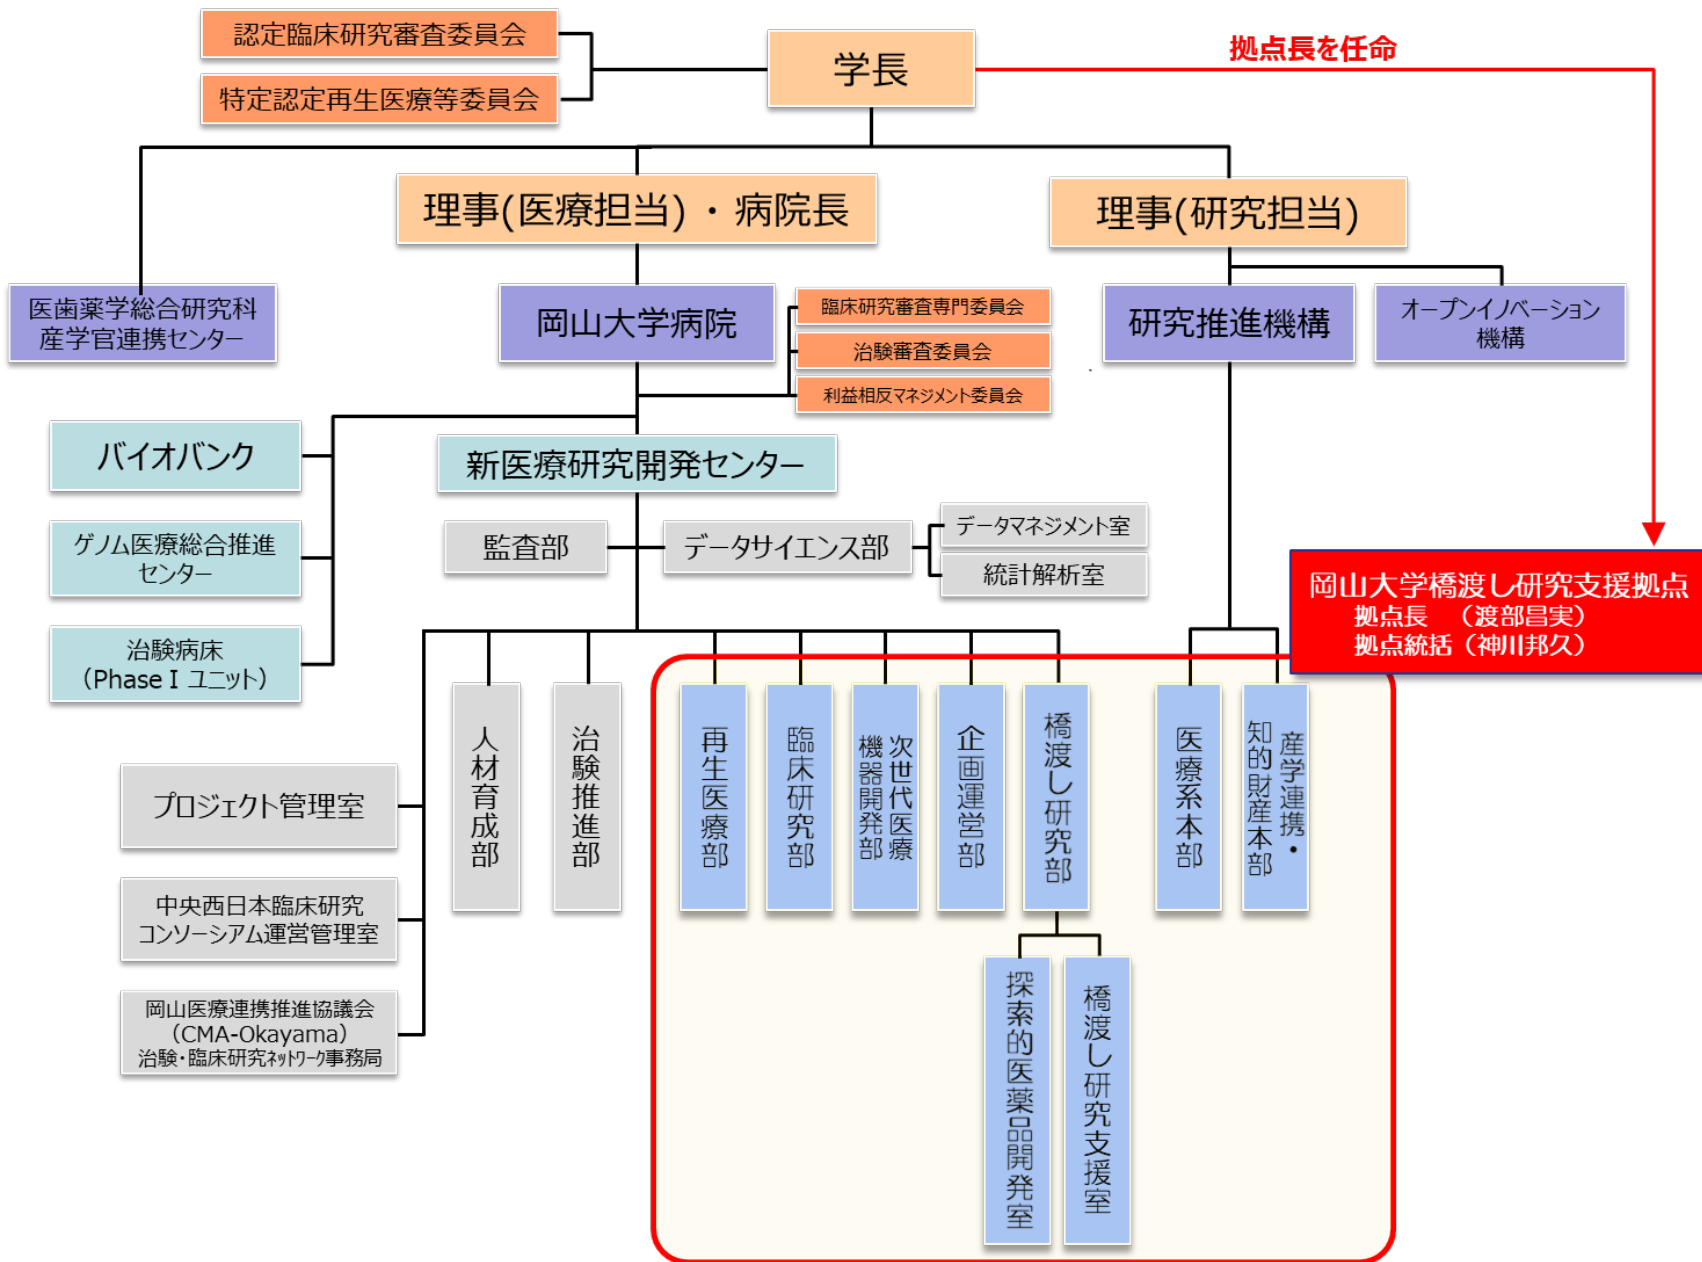 認定臨床研究審査委員会
特定認定再生医療等委員会
学長
拠点長を任命
理事(医療担当)・病院長
理事(研究担当)
医歯薬学総合研究科
産学官連携センター
岡山大学病院
臨床研究審査専門委員会
治験審査委員会
利益相反マネジメント委員会
研究推進機構
オープンイノベーション
機構
バイオバンク
新医療研究開発センター
ゲノム医療総合推進
センター
監査部
データサイエンス部
データマネジメント室
統計解析室
治験病床
（Phase I ユニット）
岡山大学橋渡し研究支援拠点
拠点長　（渡部昌実）
拠点統括（神川邦久）
人材育成部
治験推進部
再生医療部
臨床研究部
次世代医療
機器開発部
企画運営部
橋渡し研究部
医療系本部
産学連携・
知的財産本部
プロジェクト管理室
中央西日本臨床研究
コンソーシアム運営管理室
岡山医療連携推進協議会
（CMA-Okayama）
治験・臨床研究ネットワーク事務局
探索的医薬品開発室
橋渡し研究支援室